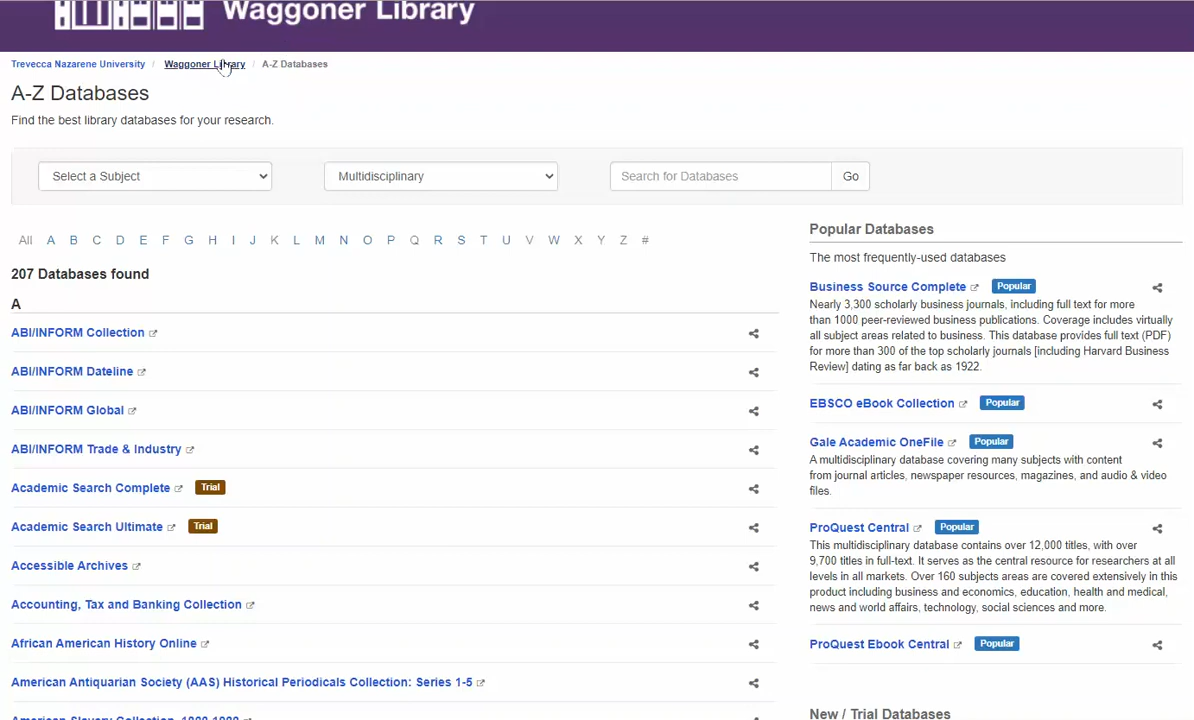 Waggoner Library
Trevecca Nazarene University / Waggoner Library / A-Z Databases
A-Z Databases
Find the best library databases for your research.
Select a Subject
Multidisciplinary
Search for Databases
Go
All A B C D E F G H I J K L M N O P Q R S T U V W X Y Z #
207 Databases found
A
ABI/INFORM Collection
ABI/INFORM Dateline
ABI/INFORM Global
ABI/INFORM Trade & Industry
Academic Search Complete Trial
Academic Search Ultimate Trial
Accessible Archives
Accounting, Tax and Banking Collection
African American History Online
American Antiquarian Society (AAS) Historical Periodicals Collection: Series 1-5
Popular Databases
The most frequently-used databases
Business Source Complete Popular
Nearly 3,300 scholarly business journals, including full text for more
than 1000 peer-reviewed business publications. Coverage includes virtually
all subject areas related to business. This database provides full text (PDF)
for more than 300 of the top scholarly journals [including Harvard Business
Review] dating as far back as 1922.
EBSCO eBook Collection Popular
Gale Academic OneFile Popular
A multidisciplinary database covering many subjects with content
from journal articles, newspaper resources, magazines, and audio & video
files.
ProQuest Central Popular
This multidisciplinary database contains over 12,000 titles, with over
9,700 titles in full-text. It serves as the central resource for researchers at all
levels in all markets. Over 160 subjects areas are covered extensively in this
product including business and economics, education, health and medical,
news and world affairs, technology, social sciences and more.
ProQuest Ebook Central Popular
New / Trial Databases